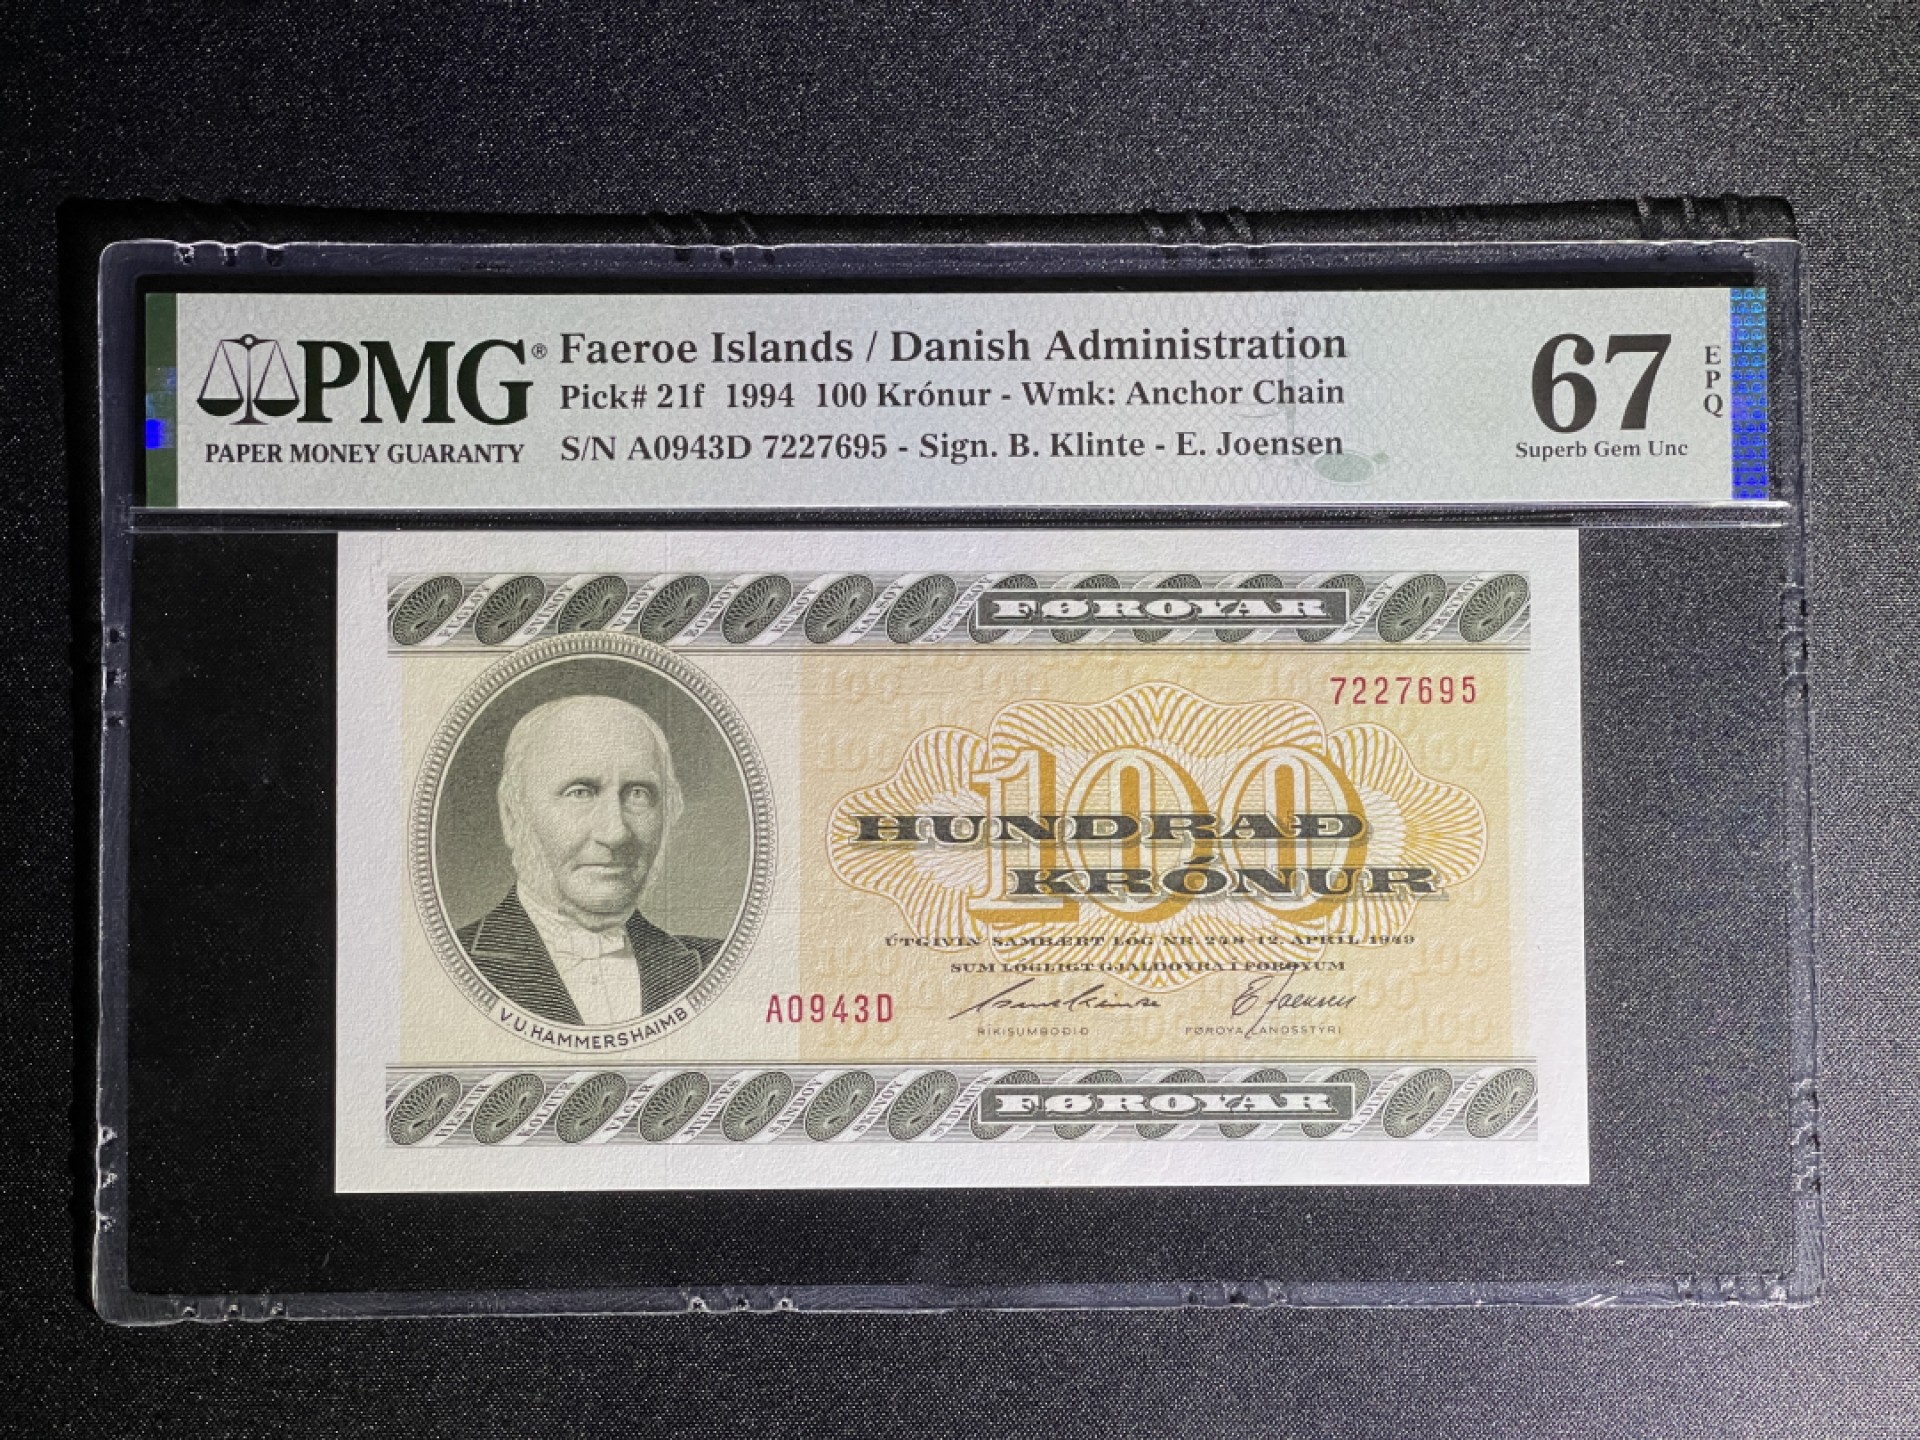 PMG®
PAPER MONEY GUARANTY
Faeroe Islands / Danish Administration
Pick# 21f 1994 100 Krónur - Wmk: Anchor Chain
S/N A0943D 7227695 - Sign. B. Klinte - E. Joensen
67
EPQ
Superb Gem Unc
FØROYAR
7227695
100
HUNDRAÐ
KRÓNUR
ÚTGIVIN SAMBÆRT LÓG NR. 248 12. APRIL 1949
SUM LÓGLIGT GJALDOYRA Í FØROYUM
A0943D
E Joensen
RÍKISUMBOÐIÐ
FØROYA LANDSSTÝRI
V.U.HAMMERSHAIMB
FØROYAR